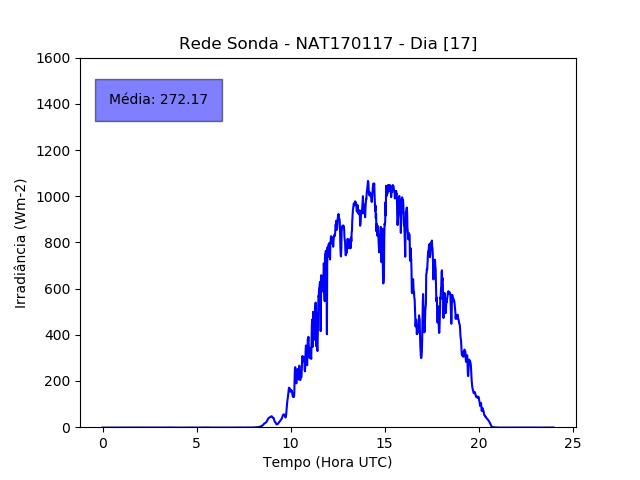 Rede Sonda - NAT170117 - Dia [17]
1600
1400
1200
1000
800
600
400
200
0
Média: 272.17
Irradiância (Wm-2)
0 5 10 15 20 25
Tempo (Hora UTC)